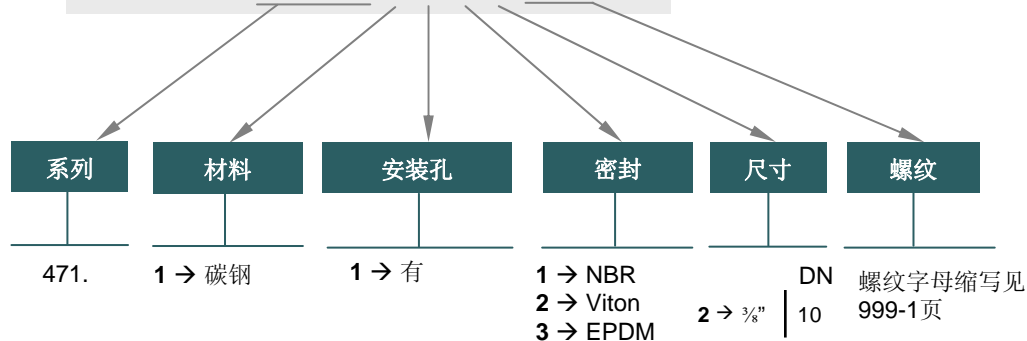 系列
材料
安装孔
密封
尺寸
螺纹
471.
1 → 碳钢
1 → 有
1 → NBR
2 → Viton
3 → EPDM
DN
2 → ⅜” 10
螺纹字母缩写见
999-1页